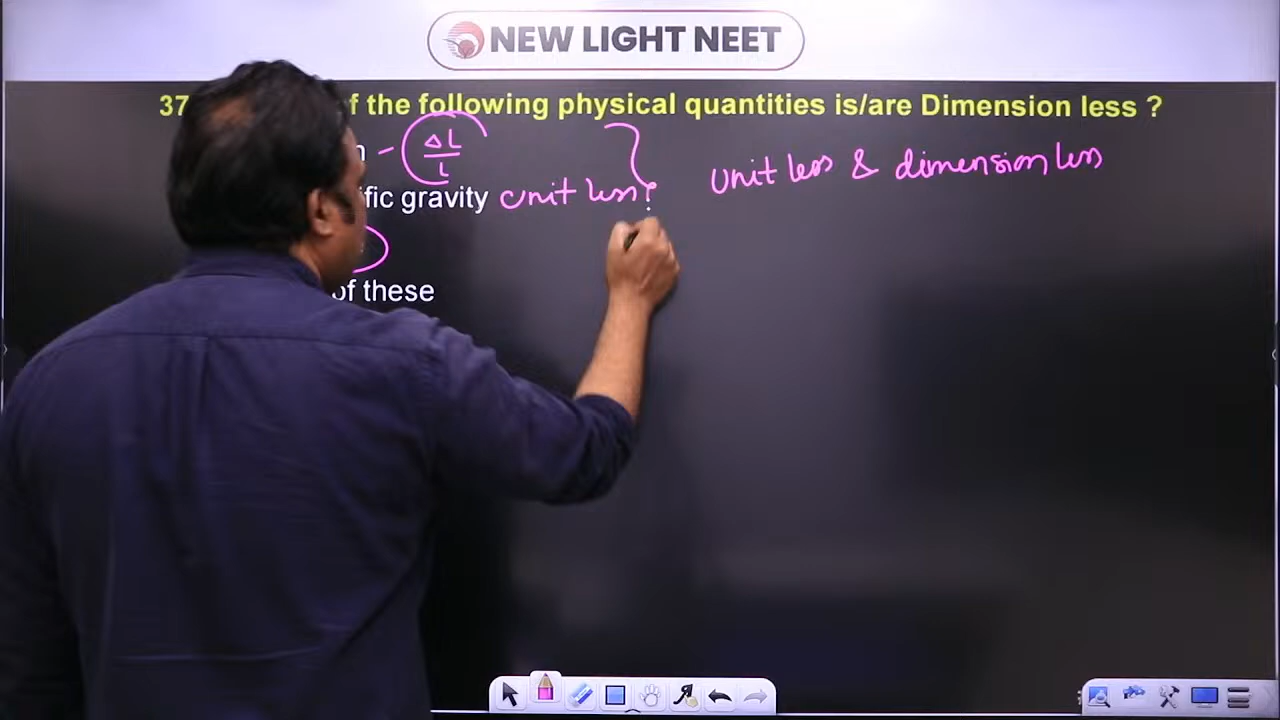 NEW LIGHT NEET
37 f the following physical quantities is/are Dimension less ?
n - ΔL/L
fic gravity unit less unit less & dimension less
of these